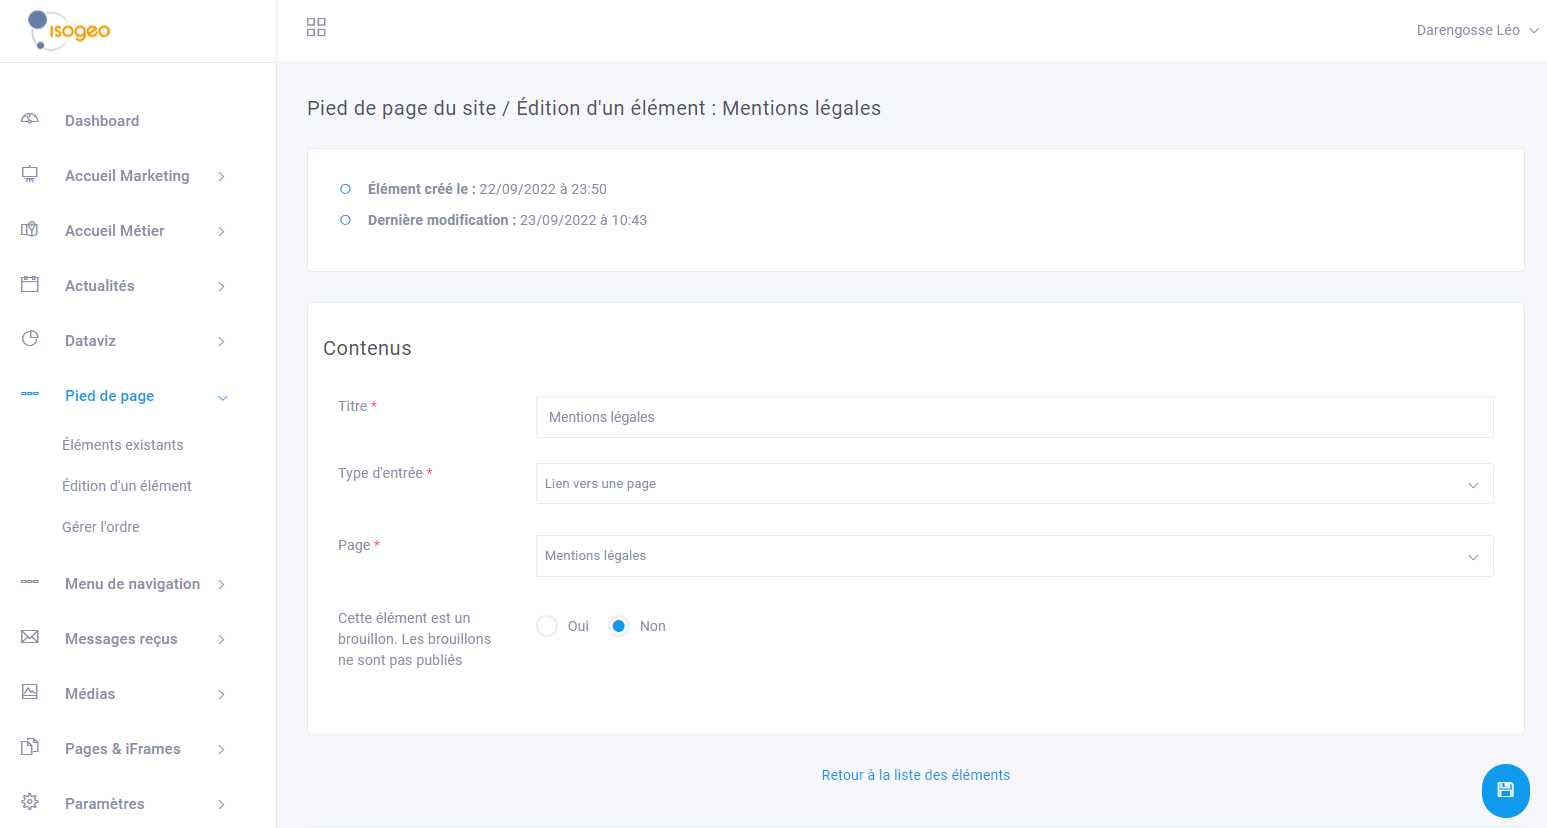 isogeo
Darengosse Léo
Dashboard
Accueil Marketing
Accueil Métier
Actualités
Dataviz
Pied de page
Éléments existants
Édition d'un élément
Gérer l'ordre
Menu de navigation
Messages reçus
Médias
Pages & iFrames
Paramètres
Pied de page du site / Édition d'un élément : Mentions légales
Élément créé le : 22/09/2022 à 23:50
Dernière modification : 23/09/2022 à 10:43
Contenus
Titre *
Mentions légales
Type d'entrée *
Lien vers une page
Page *
Mentions légales
Cette élément est un
brouillon. Les brouillons
ne sont pas publiés
Oui Non
Retour à la liste des éléments